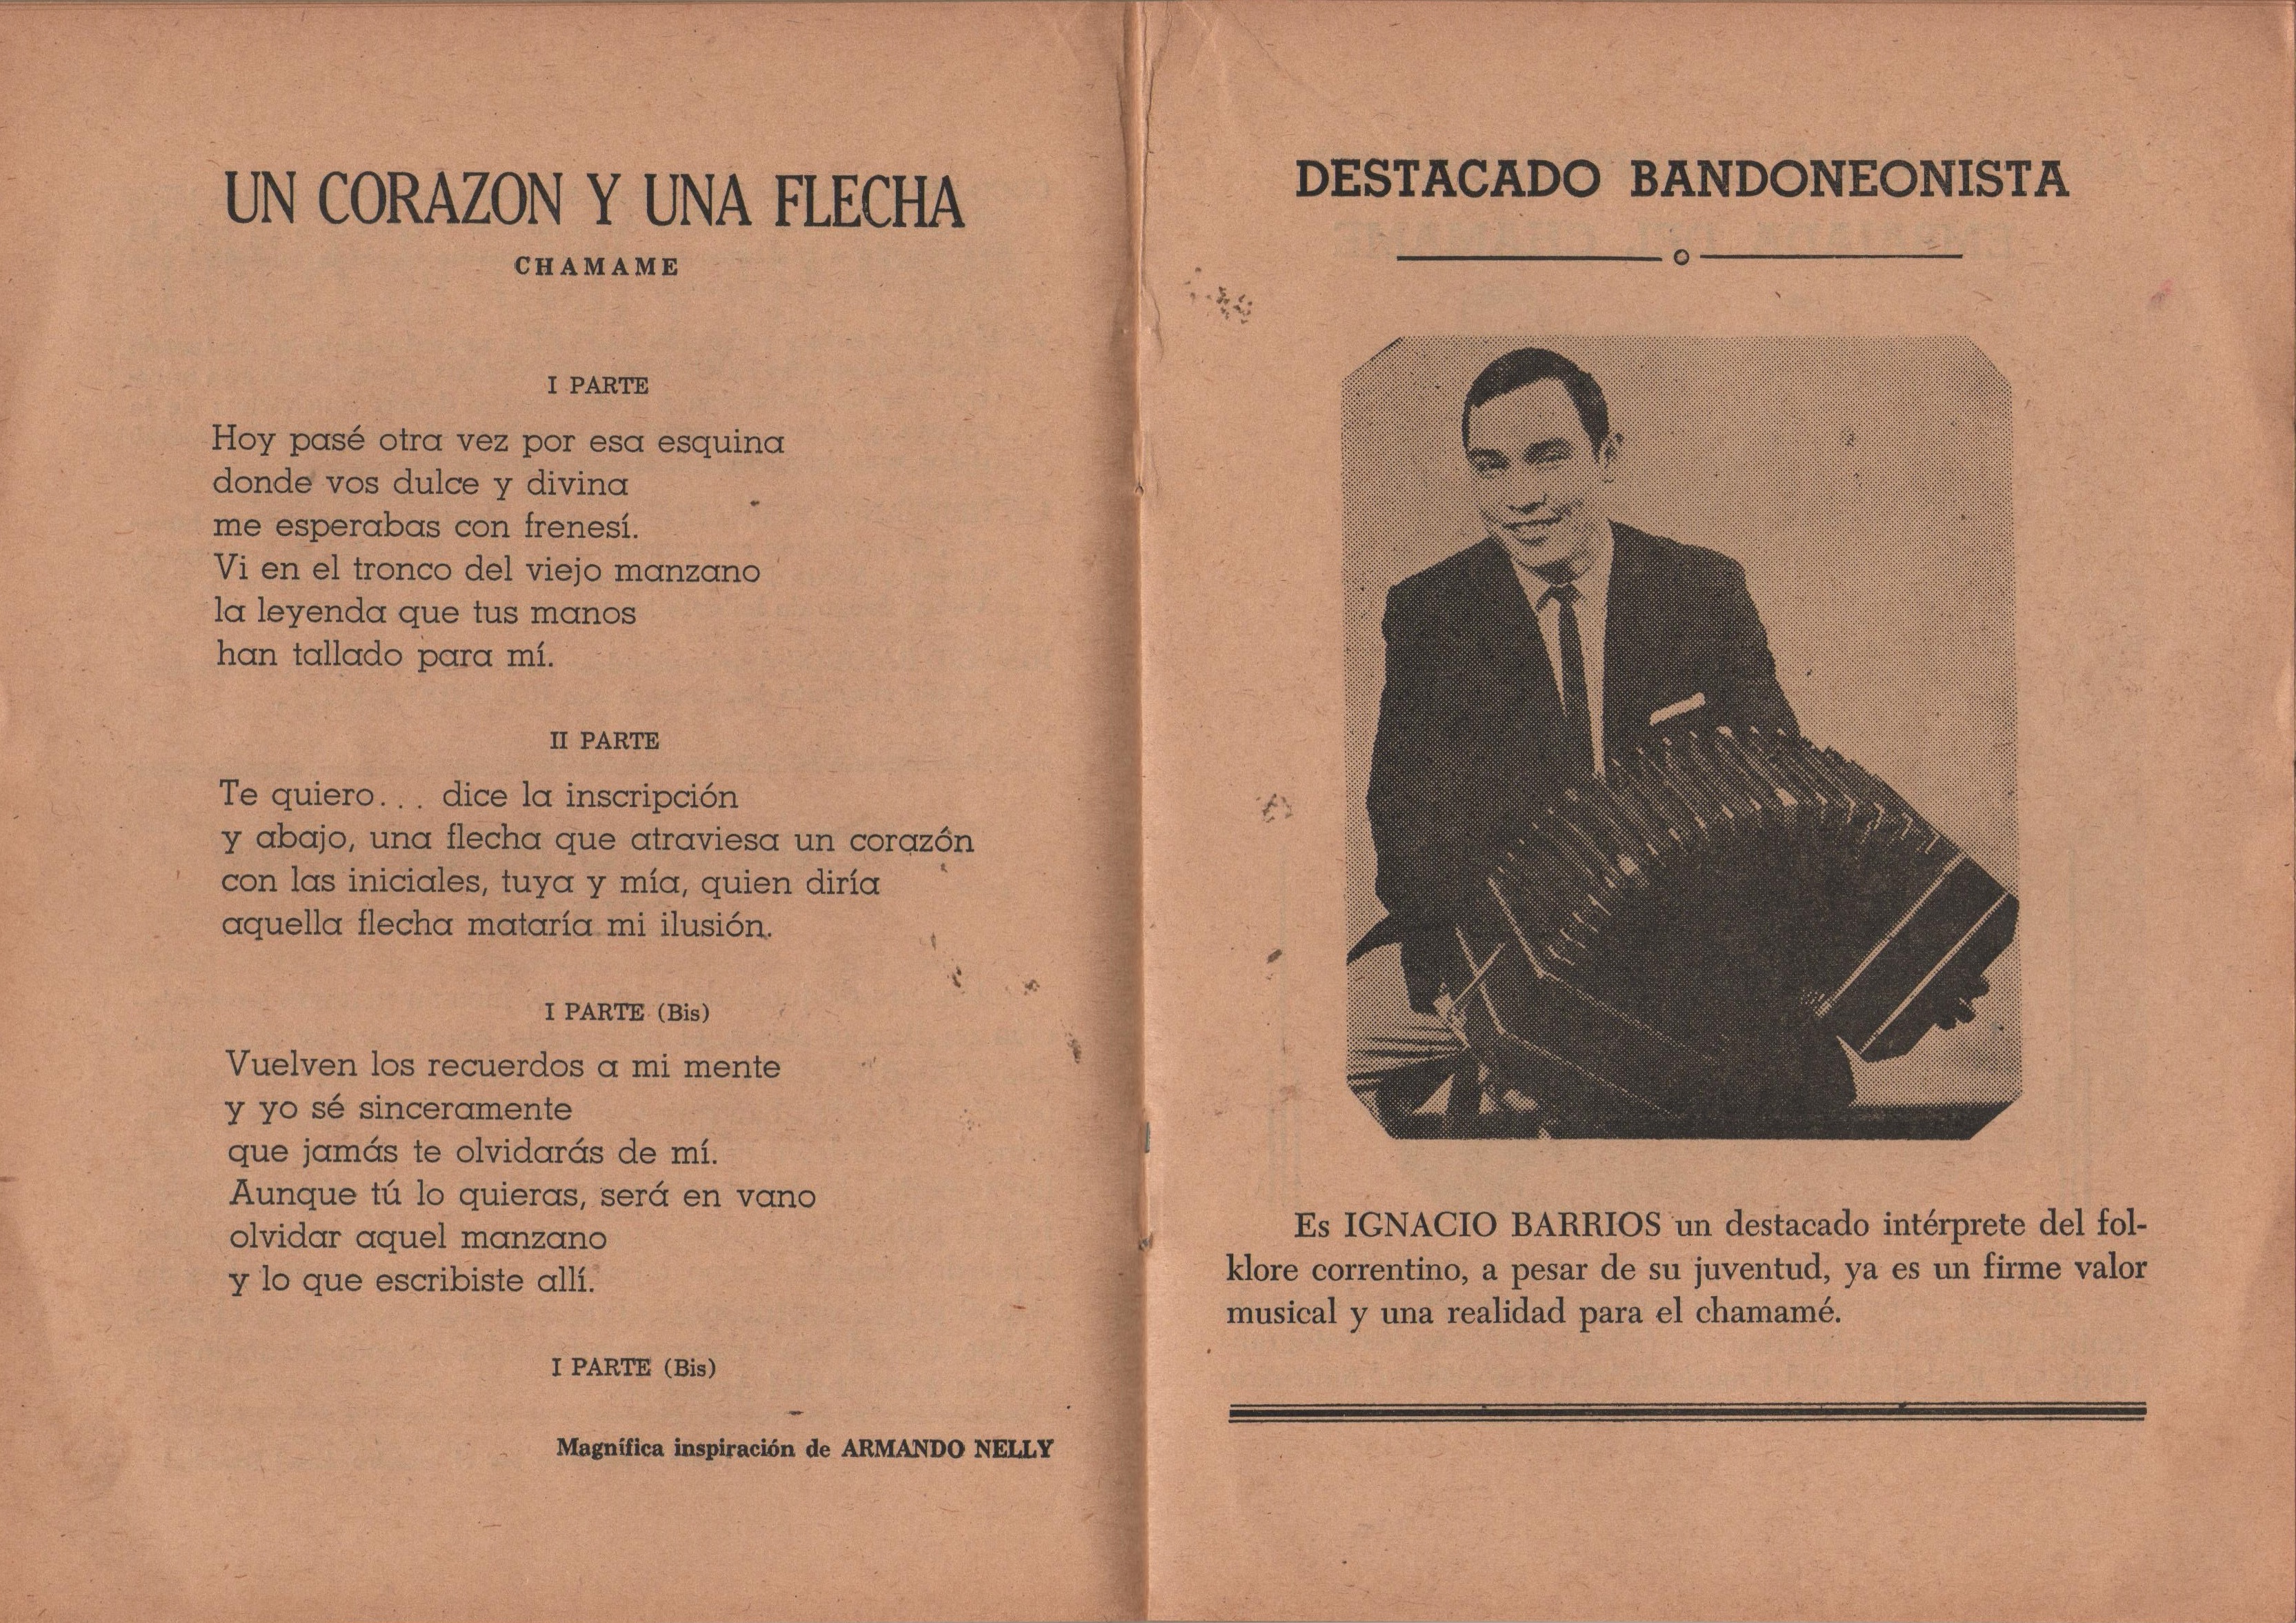 UN CORAZON Y UNA FLECHA
CHAMAME
I PARTE
Hoy pasé otra vez por esa esquina
donde vos dulce y divina
me esperabas con frenesí.
Vi en el tronco del viejo manzano
la leyenda que tus manos
han tallado para mí.
II PARTE
Te quiero... dice la inscripción
y abajo, una flecha que atraviesa un corazón
con las iniciales, tuya y mía, quien diría
aquella flecha mataría mi ilusión.
I PARTE (Bis)
Vuelven los recuerdos a mi mente
y yo sé sinceramente
que jamás te olvidarás de mí.
Aunque tú lo quieras, será en vano
olvidar aquel manzano
y lo que escribiste allí.
I PARTE (Bis)
Magnífica inspiración de ARMANDO NELLY
DESTACADO BANDONEONISTA
Es IGNACIO BARRIOS un destacado intérprete del fol-
klore correntino, a pesar de su juventud, ya es un firme valor
musical y una realidad para el chamamé.